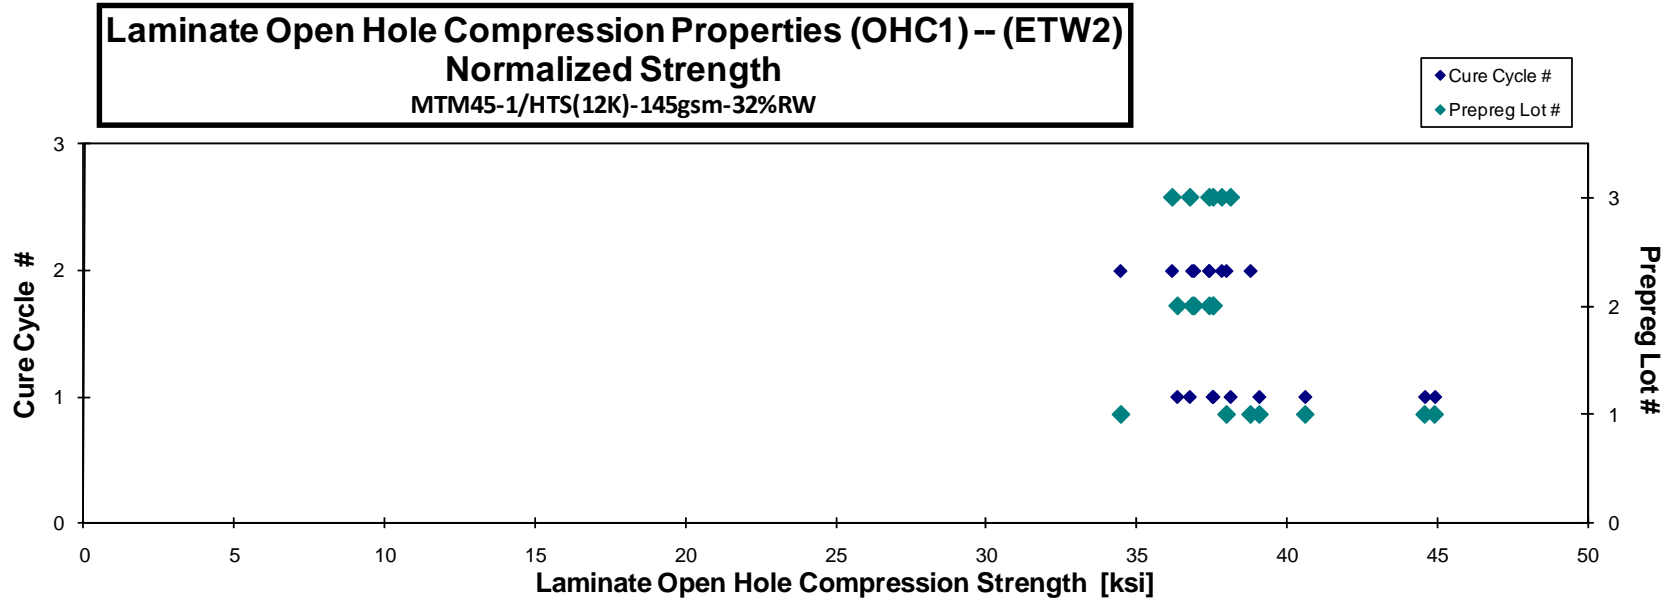 Laminate Open Hole Compression Properties (OHC1) -- (ETW2)
Normalized Strength
MTM45-1/HTS(12K)-145gsm-32%RW
Cure Cycle #
Prepreg Lot #
3
2
1
0
Cure Cycle #
3
2
1
0
Prepreg Lot #
0 5 10 15 20 25 30 35 40 45 50
Laminate Open Hole Compression Strength [ksi]